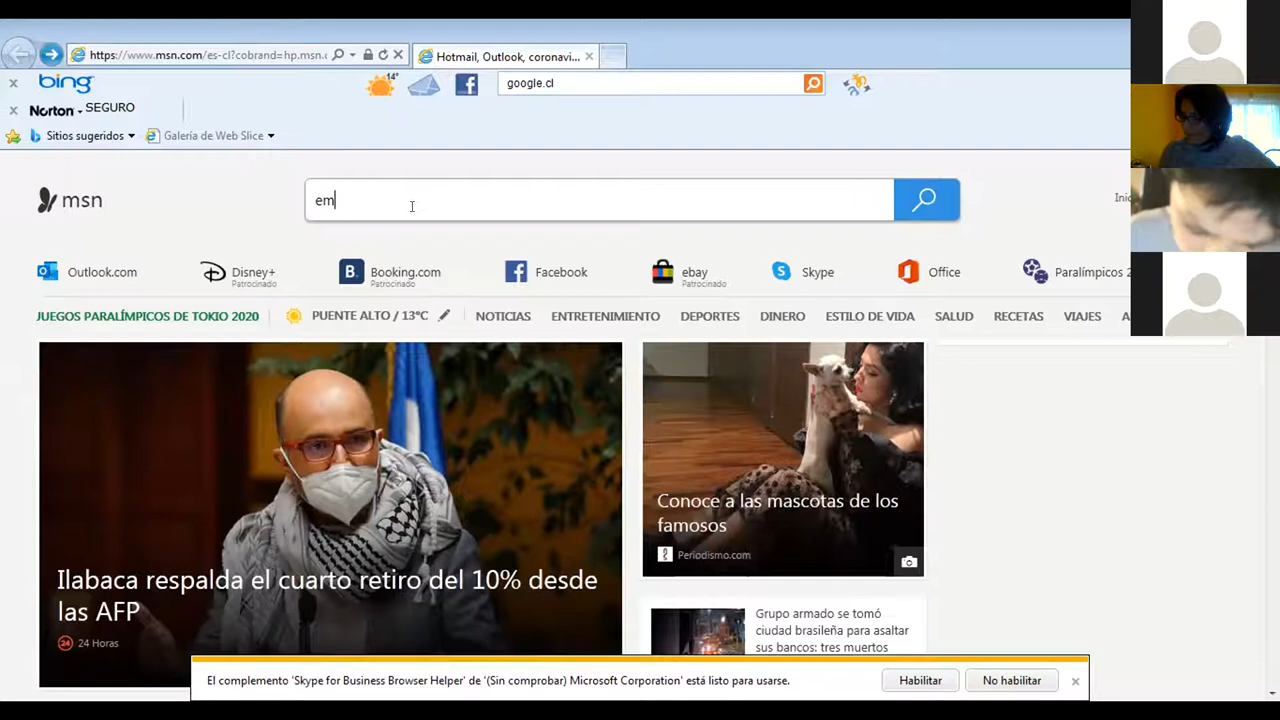 https://www.msn.com/es-cl?cobrand=hp.msn.c
Hotmail, Outlook, coronavi...
bing
14°
google.cl
Norton
SEGURO
Sitios sugeridos
Galería de Web Slice
msn
em
Outlook.com
Disney+
Patrocinado
Booking.com
Patrocinado
Facebook
ebay
Patrocinado
Skype
Office
Paralímpicos 2
JUEGOS PARALÍMPICOS DE TOKIO 2020
PUENTE ALTO / 13°C
NOTICIAS
ENTRETENIMIENTO
DEPORTES
DINERO
ESTILO DE VIDA
SALUD
RECETAS
VIAJES
Ilabaca respalda el cuarto retiro del 10% desde
las AFP
24 Horas
Conoce a las mascotas de los
famosos
Periodismo.com
Grupo armado se tomó
ciudad brasileña para asaltar
sus bancos: tres muertos
El complemento 'Skype for Business Browser Helper' de '(Sin comprobar) Microsoft Corporation' está listo para usarse.
Habilitar
No habilitar